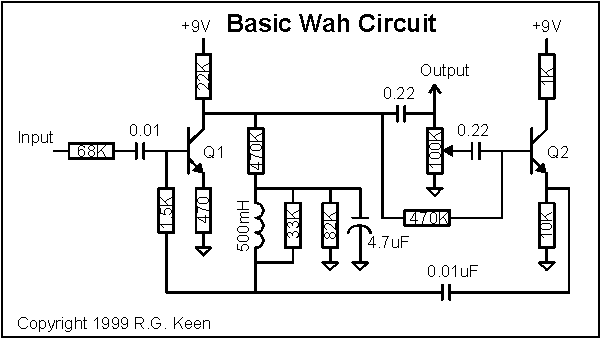 Basic Wah Circuit
+9V
+9V
22K
1K
Output
0.22
Input
0.01
68K
Q1
470K
100K
0.22
Q2
1.5K
470
500mH
33K
82K
4.7uF
470K
10K
0.01uF
Copyright 1999 R.G. Keen